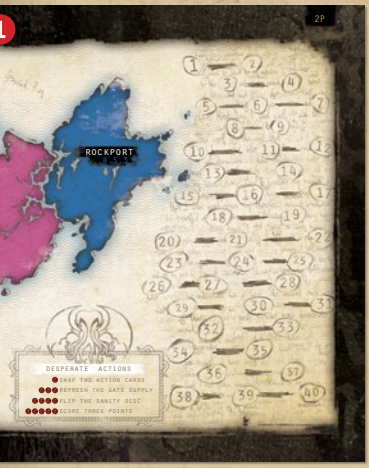 1
2P
1 2
3 4
5 6 7
8 9
ROCKPORT
10 11 12
13 14
15 16 17
18 19
20 21 22
23 24 25
26 27 28
29 30 31
32 33
34 35
36 37
38 39 40
DESPERATE ACTIONS
SWAP TWO ACTION CARDS
REFRESH THE GATE SUPPLY
FLIP THE SANITY DISC
SCORE THREE POINTS